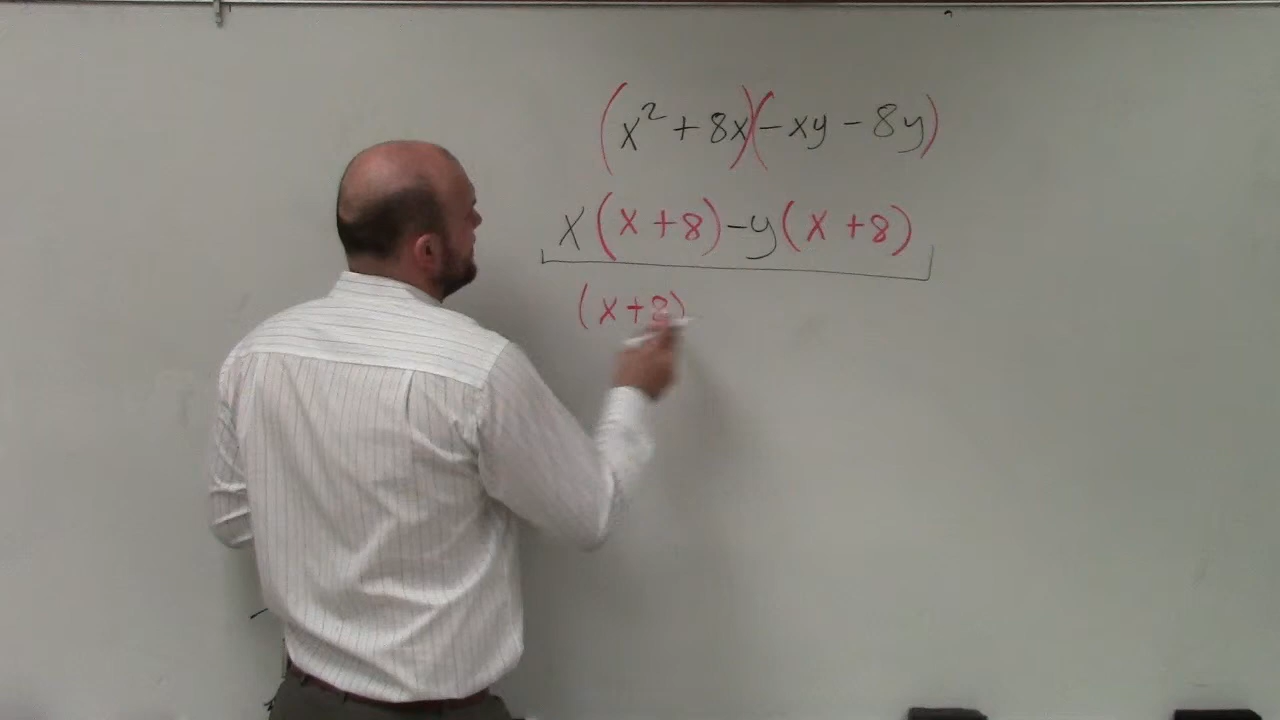 (x² + 8x)(-xy - 8y)
x(x + 8) - y(x + 8)
(x + 8)